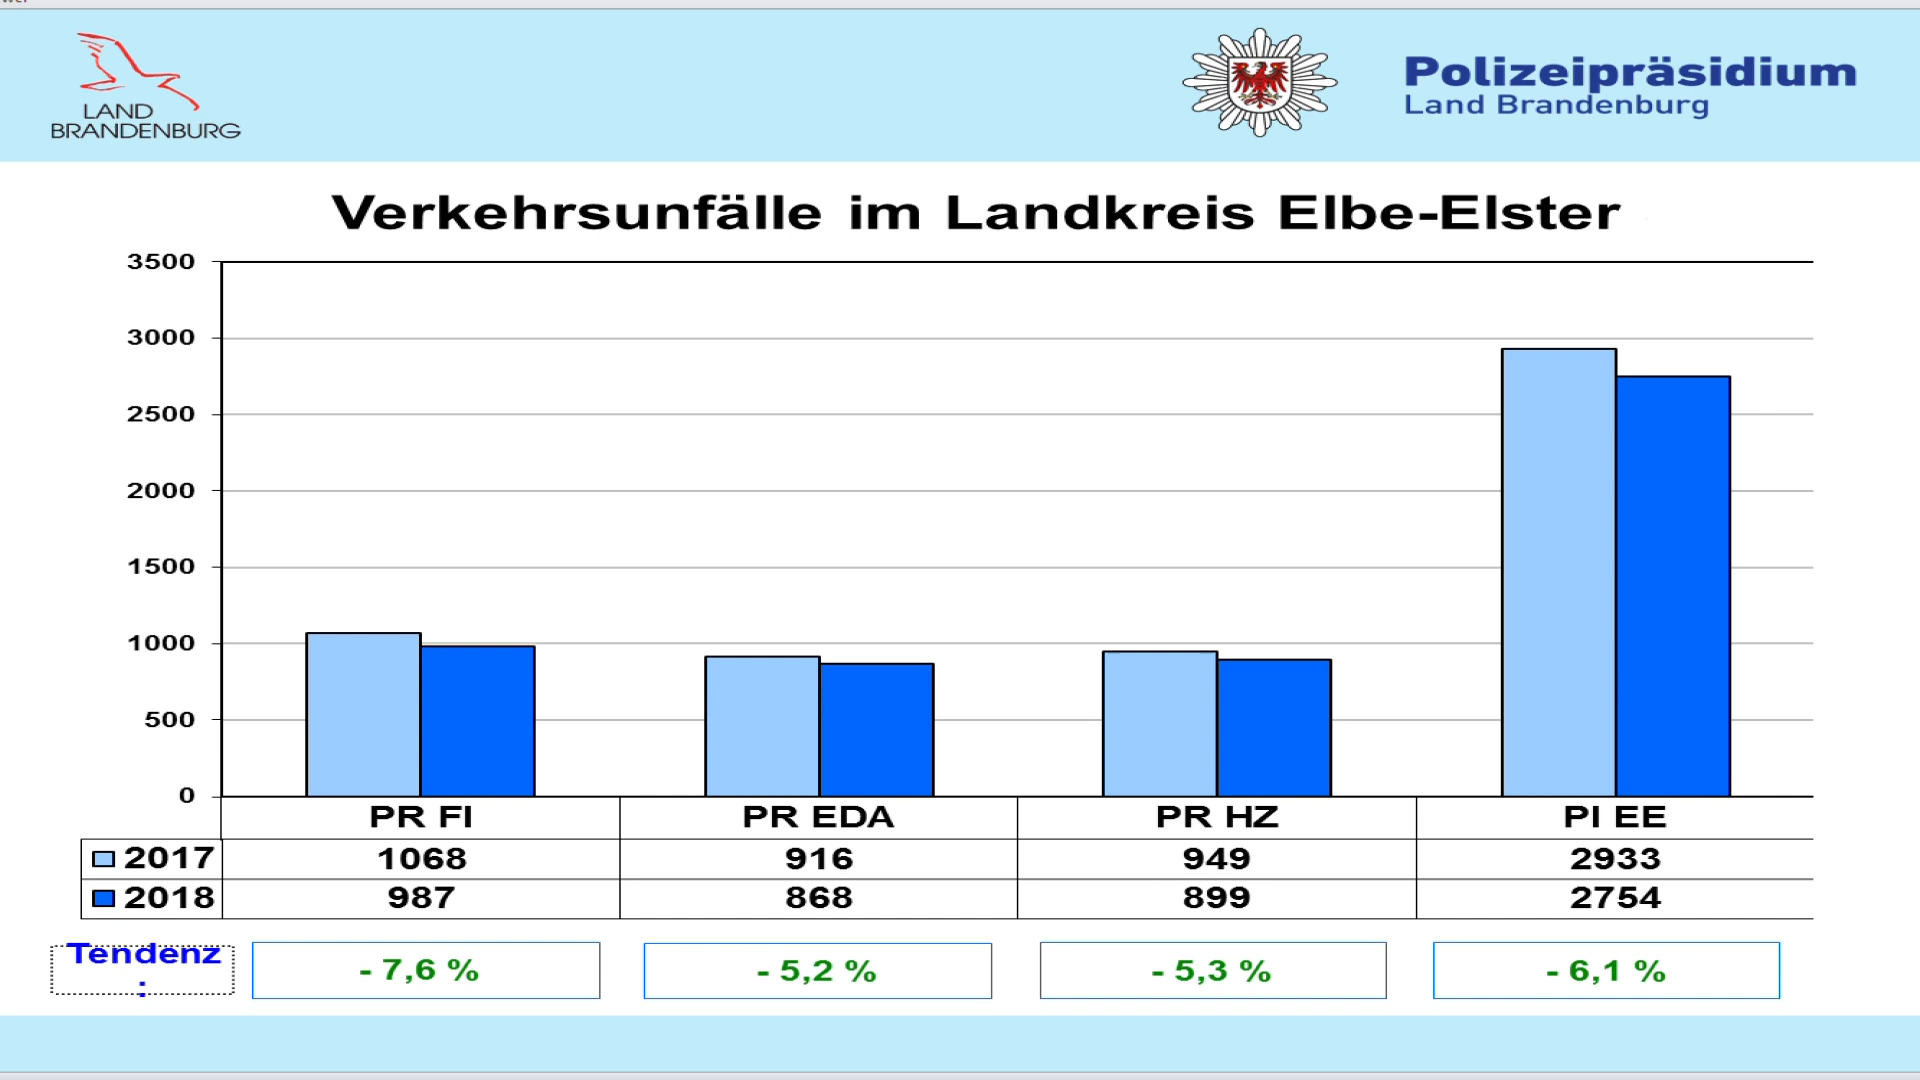 LAND
BRANDENBURG
Polizeipräsidium
Land Brandenburg
Verkehrsunfälle im Landkreis Elbe-Elster
3500
3000
2500
2000
1500
1000
500
0
PR FI PR EDA PR HZ PI EE
2017 1068 916 949 2933
2018 987 868 899 2754
Tendenz
:
- 7,6 % - 5,2 % - 5,3 % - 6,1 %